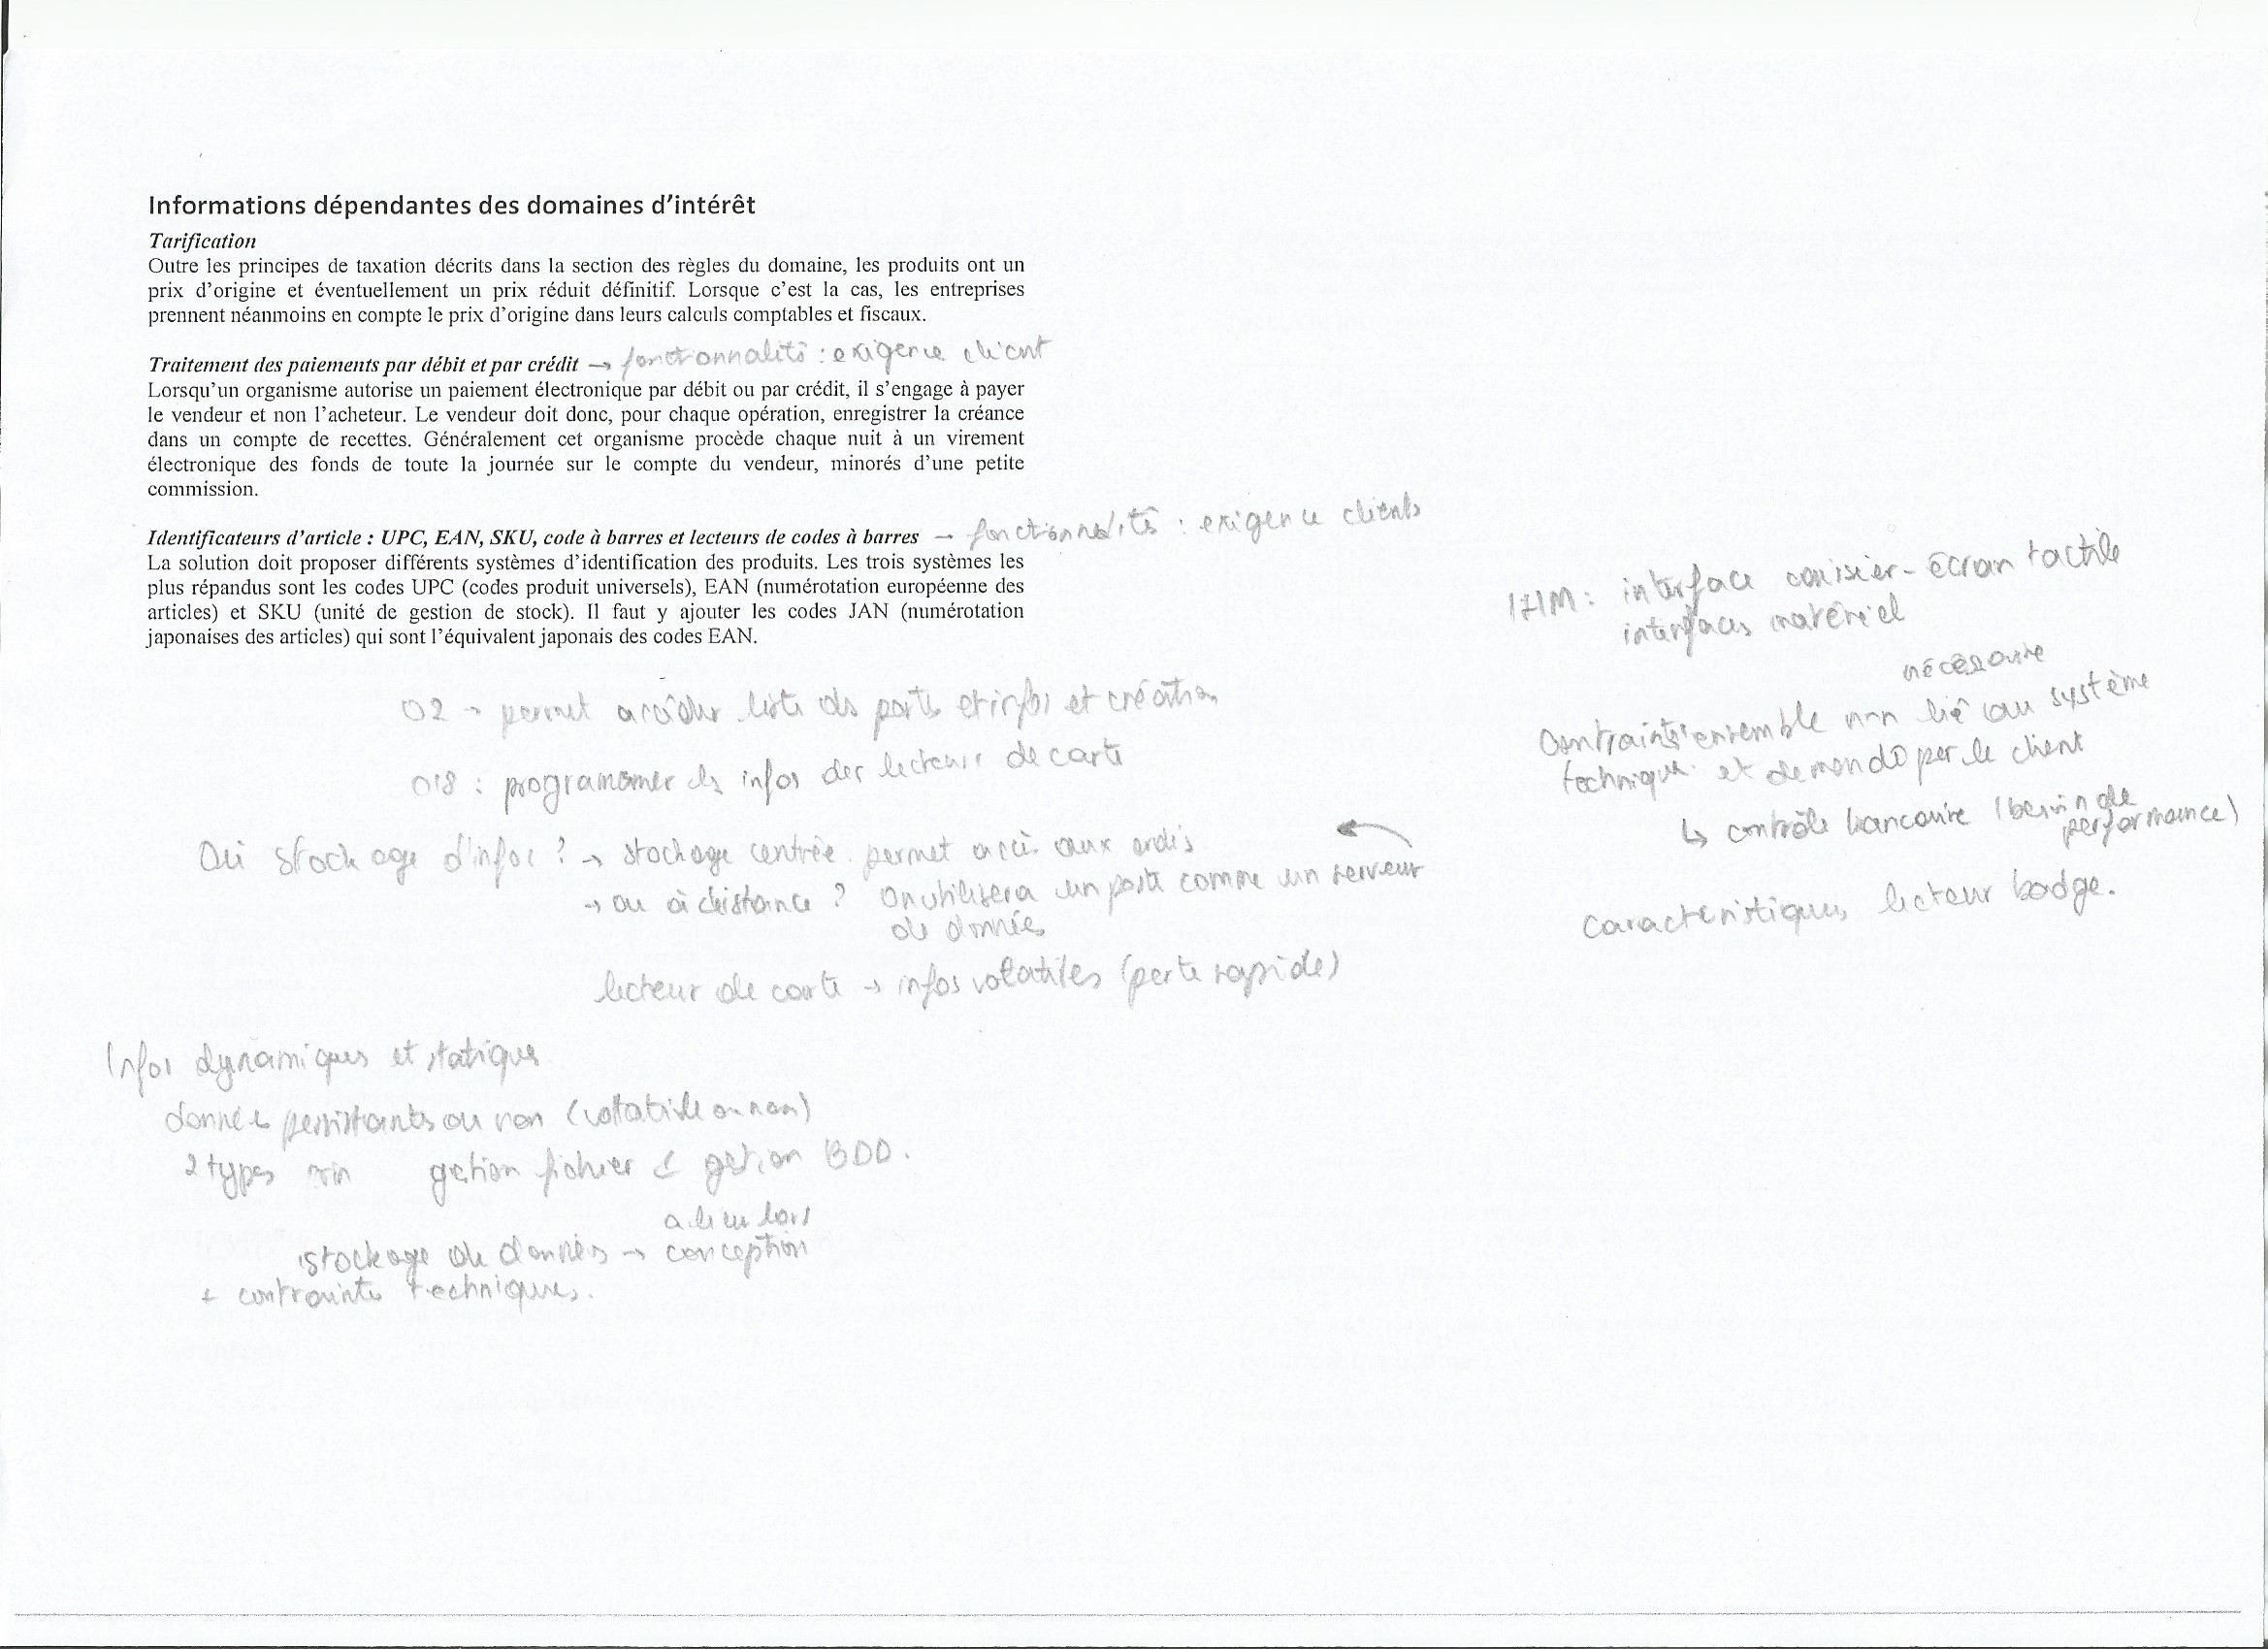 Informations dépendantes des domaines d'intérêt
Tarification
Outre les principes de taxation décrits dans la section des règles du domaine, les produits ont un
prix d'origine et éventuellement un prix réduit définitif. Lorsque c'est la cas, les entreprises
prennent néanmoins en compte le prix d'origine dans leurs calculs comptables et fiscaux.
Traitement des paiements par débit et par crédit → fonctionnalité : exigence client
Lorsqu'un organisme autorise un paiement électronique par débit ou par crédit, il s'engage à payer
le vendeur et non l'acheteur. Le vendeur doit donc, pour chaque opération, enregistrer la créance
dans un compte de recettes. Généralement cet organisme procède chaque nuit à un virement
électronique des fonds de toute la journée sur le compte du vendeur, minorés d'une petite
commission.
Identificateurs d'article : UPC, EAN, SKU, code à barres et lecteurs de codes à barres → fonctionnalités : exigence clients
La solution doit proposer différents systèmes d'identification des produits. Les trois systèmes les
plus répandus sont les codes UPC (codes produit universels), EAN (numérotation européenne des
articles) et SKU (unité de gestion de stock). Il faut y ajouter les codes JAN (numérotation
japonaises des articles) qui sont l'équivalent japonais des codes EAN.
O2 → permet accéder liste des ports et infos et création
O18 : programmer les infos des lecteurs de carte
Où stockage d'infos ? → stockage centrée permet accès aux ordis
→ ou à distance ? On utilisera un poste comme un serveur
de données
lecteur de carte → infos volatiles (perte rapide)
Infos dynamiques et statiques
données persistants ou non (volatile ou non)
2 types gestion fichier gestion BDD.
a lieu lors
stockage de données → conception
+ contraintes techniques.
IHM : interface caissier - écran tactile
interfaces matériel
nécessaire
Contraintes ensemble non lié au système
technique et demandé par le client
↳ contrôle bancaire (besoin de
performance)
Caractéristiques lecteur badge.